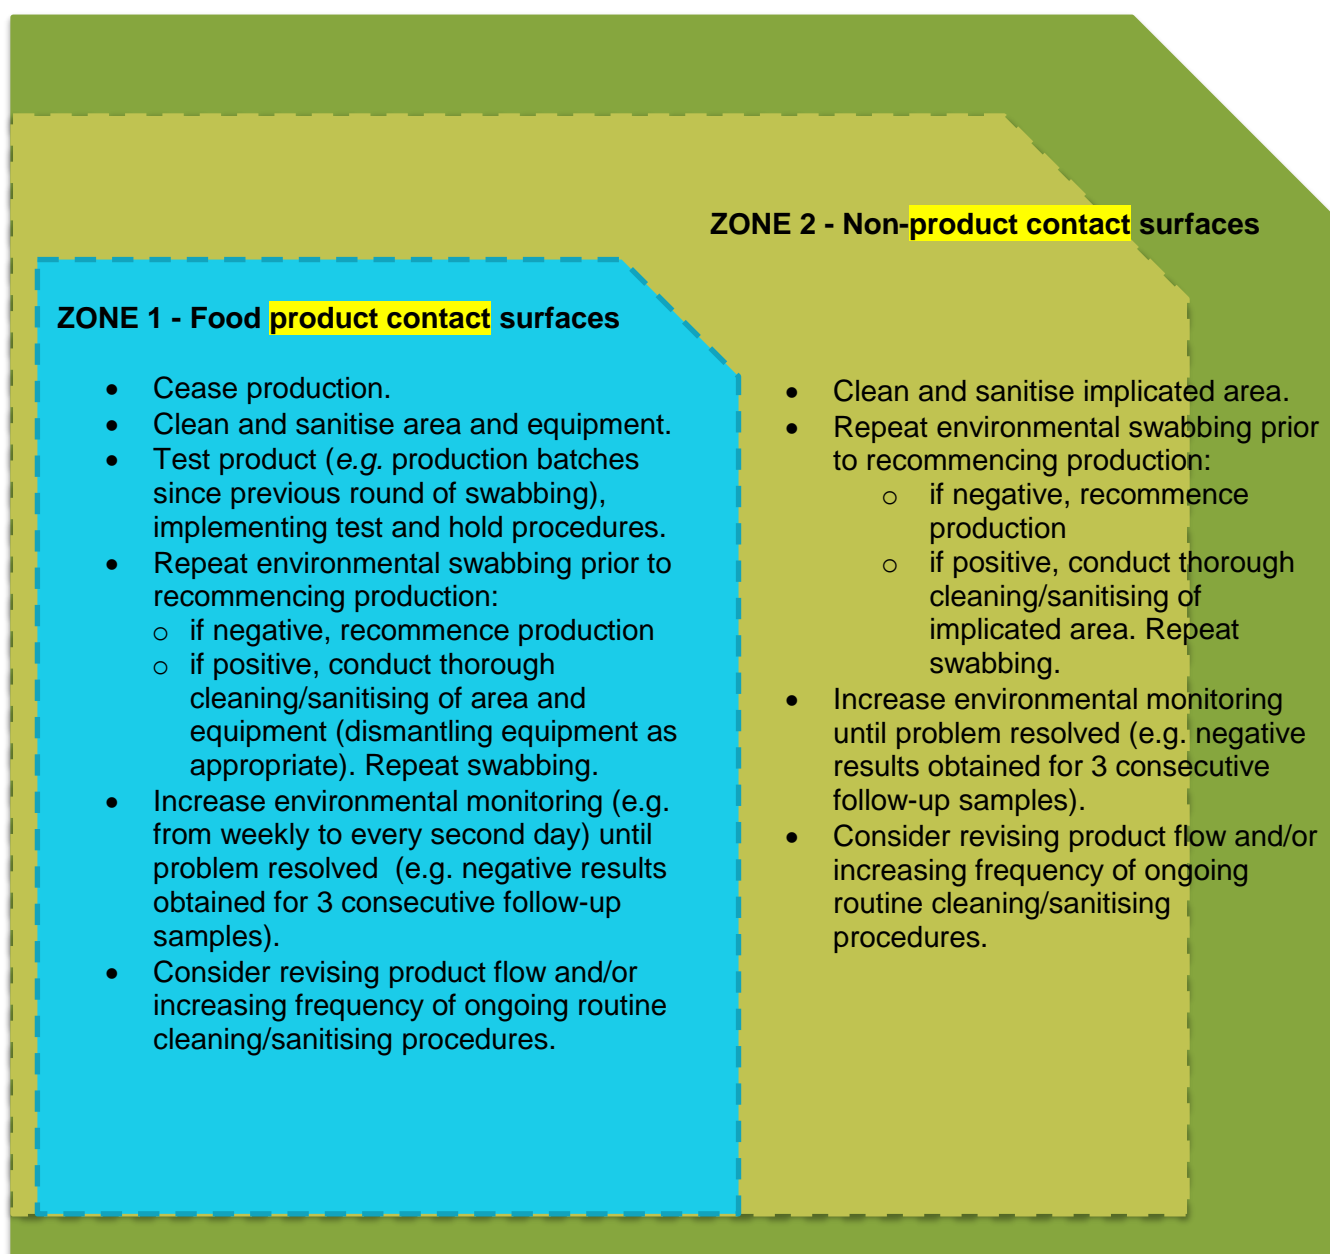 ZONE 2 - Non-product contact surfaces
ZONE 1 - Food product contact surfaces
• Cease production.
• Clean and sanitise area and equipment.
• Test product (e.g. production batches
since previous round of swabbing),
implementing test and hold procedures.
• Repeat environmental swabbing prior to
recommencing production:
o if negative, recommence production
o if positive, conduct thorough
cleaning/sanitising of area and
equipment (dismantling equipment as
appropriate). Repeat swabbing.
• Increase environmental monitoring (e.g.
from weekly to every second day) until
problem resolved  (e.g. negative results
obtained for 3 consecutive follow-up
samples).
• Consider revising product flow and/or
increasing frequency of ongoing routine
cleaning/sanitising procedures.
• Clean and sanitise implicated area.
• Repeat environmental swabbing prior
to recommencing production:
o if negative, recommence
production
o if positive, conduct thorough
cleaning/sanitising of
implicated area. Repeat
swabbing.
• Increase environmental monitoring
until problem resolved (e.g. negative
results obtained for 3 consecutive
follow-up samples).
• Consider revising product flow and/or
increasing frequency of ongoing
routine cleaning/sanitising
procedures.